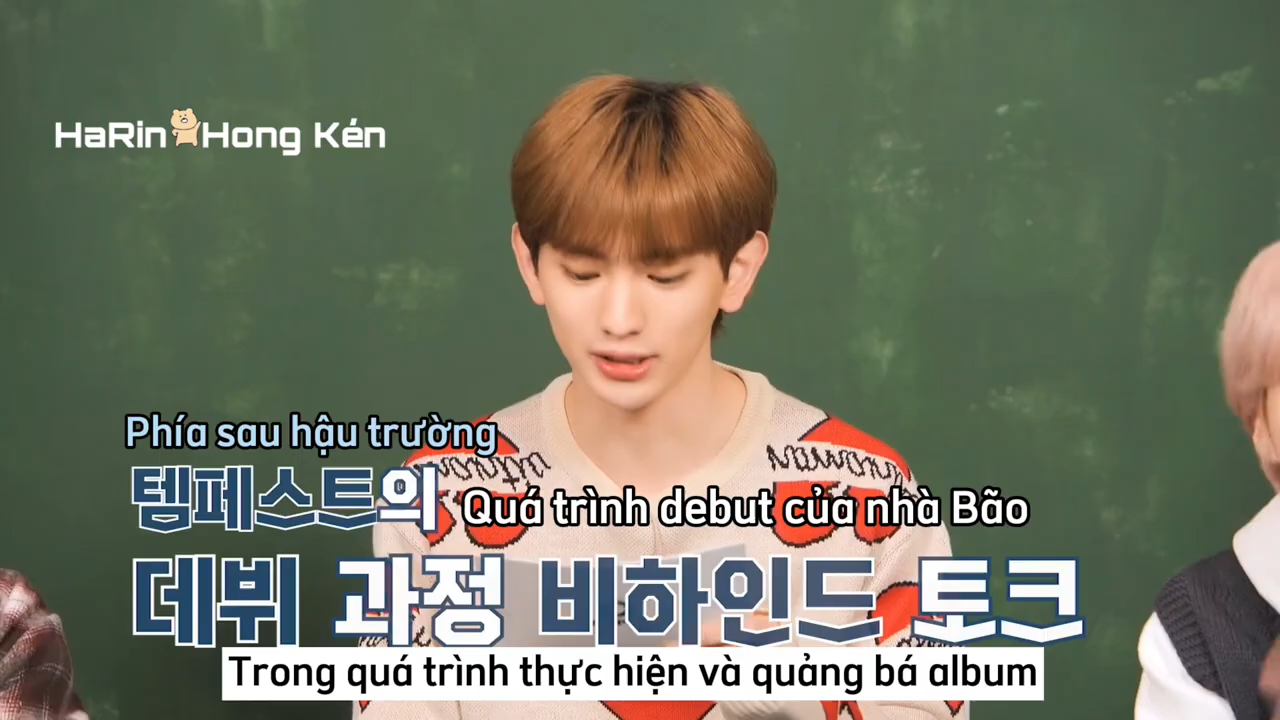 HaRin Hong Kén
Phía sau hậu trường
템페스트의 Quá trình debut của nhà Bão
데뷔 과정 비하인드 토크
Trong quá trình thực hiện và quảng bá album